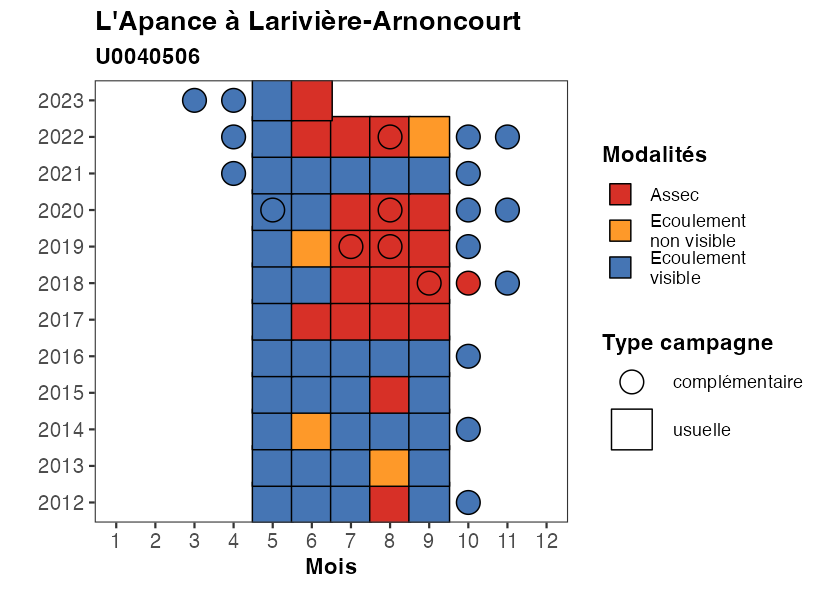 L'Apance à Larivière-Arnoncourt
U0040506
2023
2022
2021
2020
2019
2018
2017
2016
2015
2014
2013
2012
1 2 3 4 5 6 7 8 9 10 11 12
Mois
Modalités
Assec
Ecoulement
non visible
Ecoulement
visible
Type campagne
complémentaire
usuelle